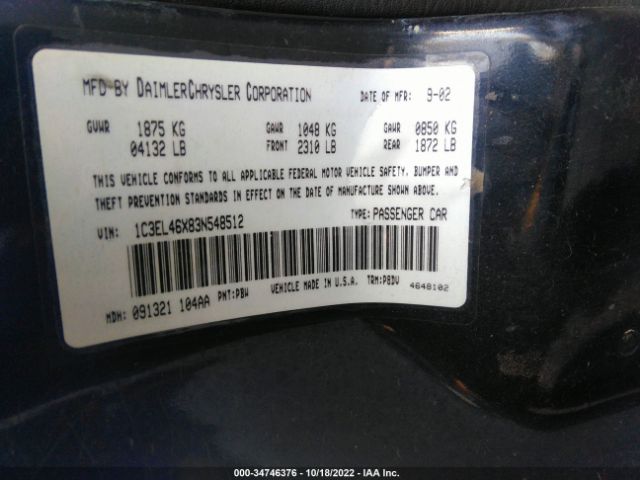 MFD BY DAIMLERCHRYSLER CORPORATION DATE OF MFR: 9-02
GVWR 1875 KG GAWR 1048 KG GAWR 0850 KG
04132 LB FRONT 2310 LB REAR 1872 LB
THIS VEHICLE CONFORMS TO ALL APPLICABLE FEDERAL MOTOR VEHICLE SAFETY, BUMPER AND
THEFT PREVENTION STANDARDS IN EFFECT ON THE DATE OF MANUFACTURE SHOWN ABOVE.
VIN: 1C3EL46X83N548512 TYPE: PASSENGER CAR
MDH: 091321 104AA PNT:PBW VEHICLE MADE IN U.S.A. TRM:P8DV 4648102
000-34746376 - 10/18/2022 - IAA Inc.